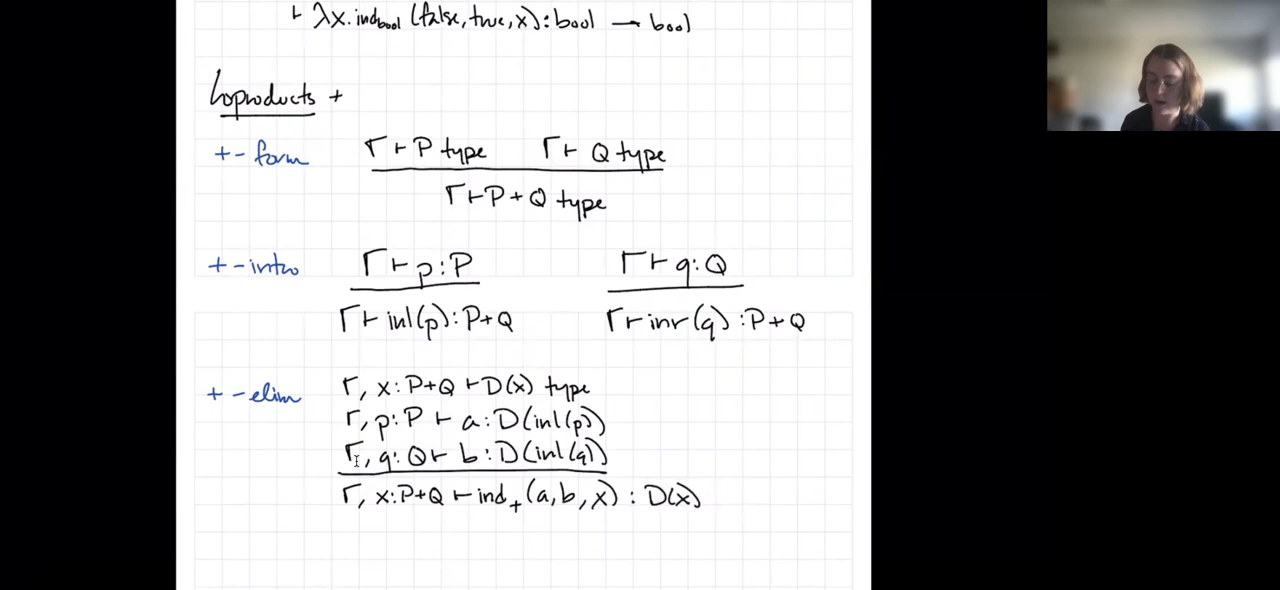 ⊢ λx.ind_bool (false, true, x) : bool → bool
Coproducts +
+-form Γ ⊢ P type Γ ⊢ Q type
Γ ⊢ P + Q type
+-intro Γ ⊢ p : P Γ ⊢ q : Q
Γ ⊢ inl(p) : P+Q Γ ⊢ inr(q) : P+Q
+-elim Γ, x : P+Q ⊢ D(x) type
Γ, p : P ⊢ a : D(inl(p))
Γ, q : Q ⊢ b : D(inl(q))
Γ, x : P+Q ⊢ ind_+ (a, b, x) : D(x)